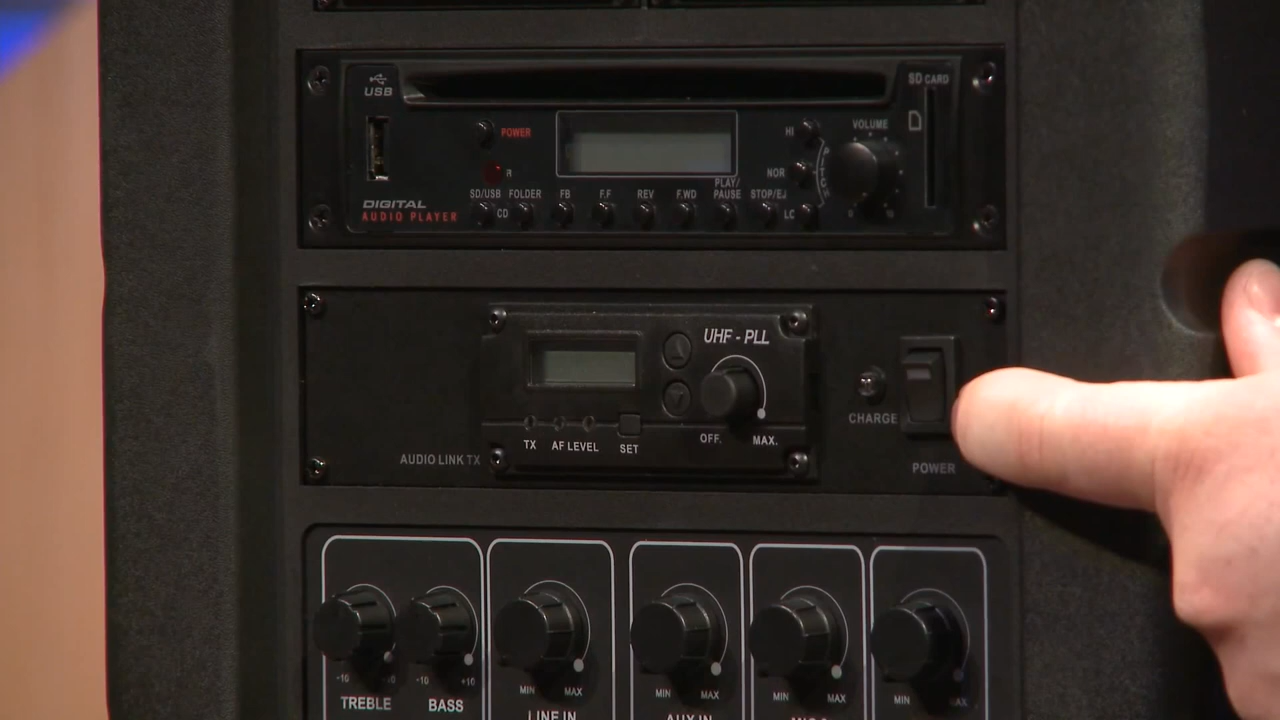 USB
SD CARD
POWER
HI
VOLUME
NOR
R
PLAY/
PAUSE
SD/USB FOLDER FB F.F REV F.WD STOP/EJ
CD
LC
DIGITAL
AUDIO PLAYER
0 10
UHF - PLL
CHARGE
TX AF LEVEL SET OFF. MAX.
AUDIO LINK TX
POWER
-10 -10 +10
MIN MAX MIN MAX MIN MAX MIN
TREBLE BASS
LINE IN AUX IN